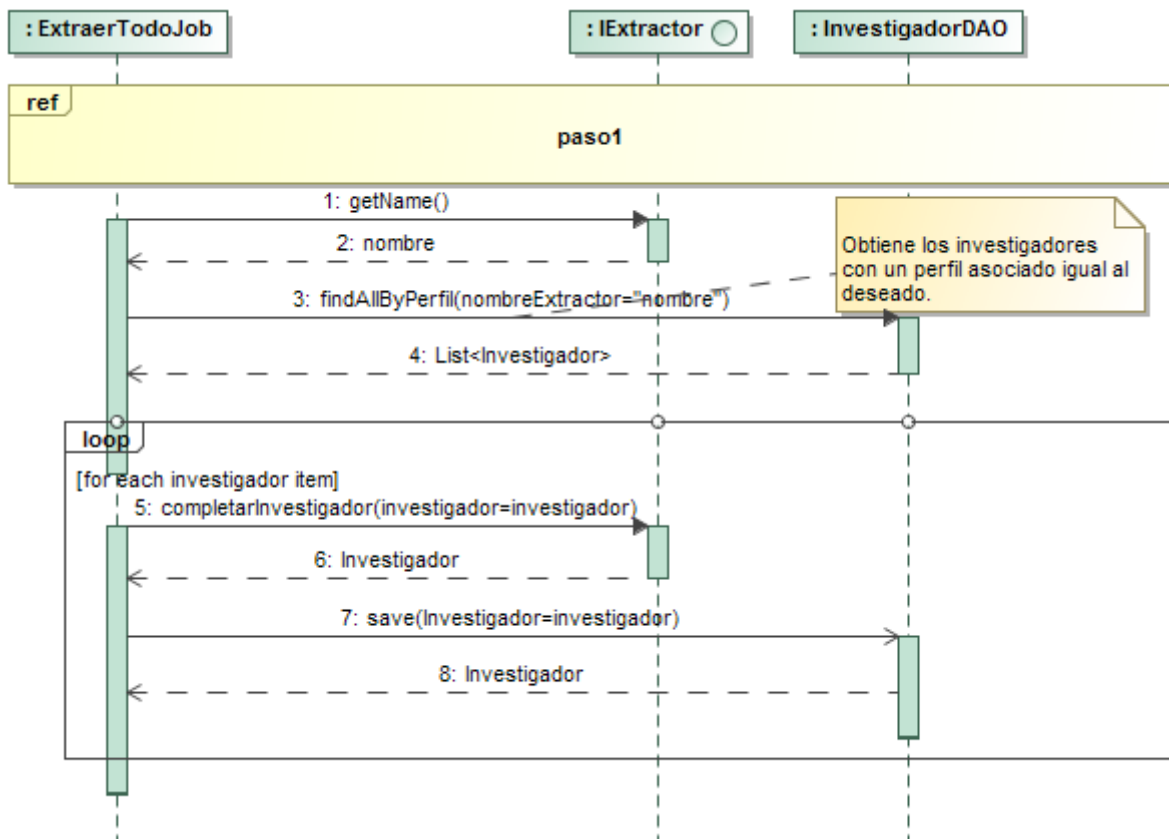 : ExtraerTodoJob
: IExtractor
: InvestigadorDAO
ref
paso1
1: getName()
2: nombre
Obtiene los investigadores
con un perfil asociado igual al
deseado.
3: findAllByPerfil(nombreExtractor="nombre")
4: List<Investigador>
loop
[for each investigador item]
5: completarInvestigador(investigador=investigador)
6: Investigador
7: save(Investigador=investigador)
8: Investigador